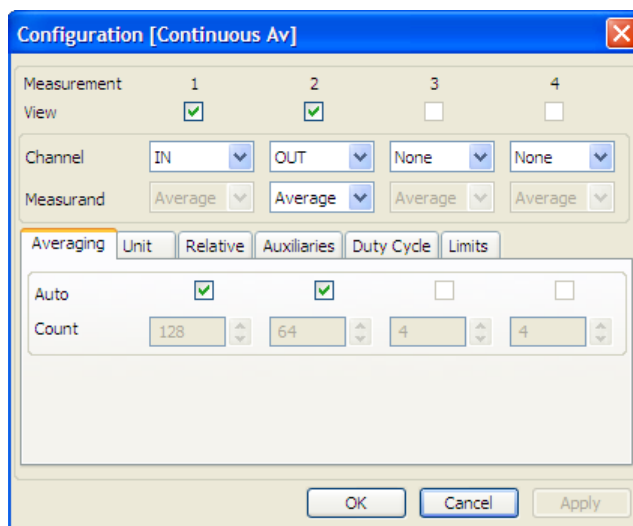 Configuration [Continuous Av]
Measurement 1 2 3 4
View
Channel IN OUT None None
Measurand Average Average Average Average
Averaging Unit Relative Auxiliaries Duty Cycle Limits
Auto
Count 128 64 4 4
OK Cancel Apply